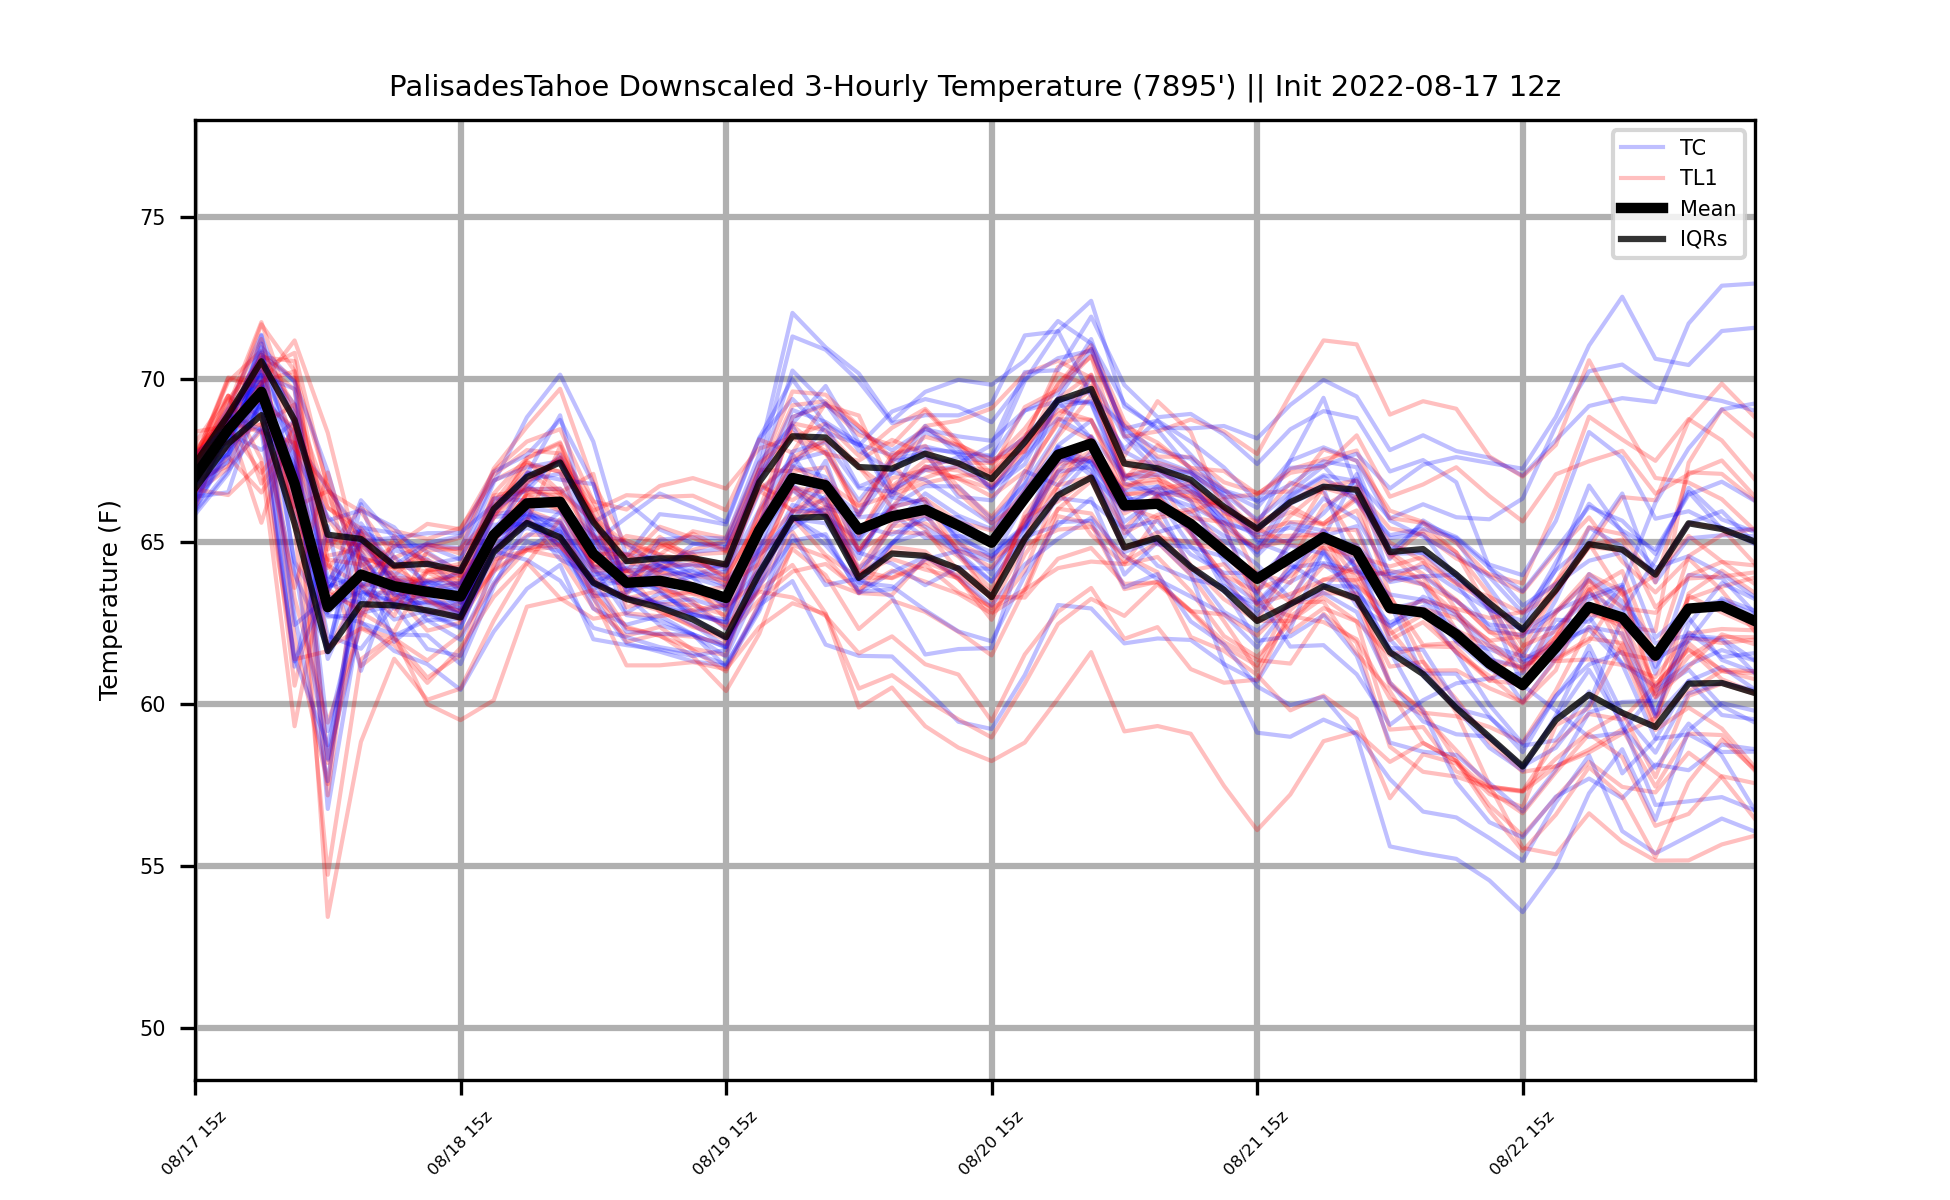 PalisadesTahoe Downscaled 3-Hourly Temperature (7895') || Init 2022-08-17 12z
TC
TL1
Mean
IQRs
Temperature (F)
75
70
65
60
55
50
08/17 15z
08/18 15z
08/19 15z
08/20 15z
08/21 15z
08/22 15z